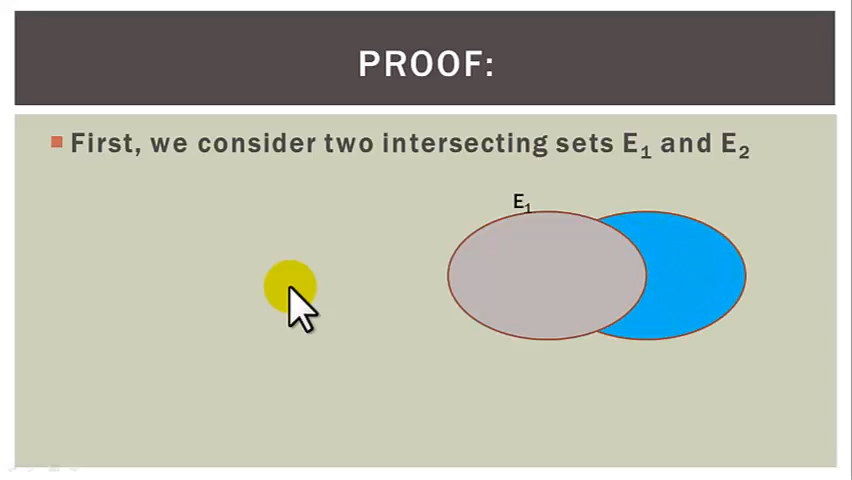 PROOF:
First, we consider two intersecting sets E₁ and E₂
E₁